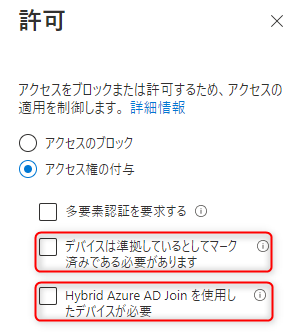 許可
アクセスをブロックまたは許可するため、アクセスの
適用を制御します。 詳細情報
アクセスのブロック
アクセス権の付与
多要素認証を要求する
デバイスは準拠しているとしてマーク
済みである必要があります
Hybrid Azure AD Join を使用し
たデバイスが必要